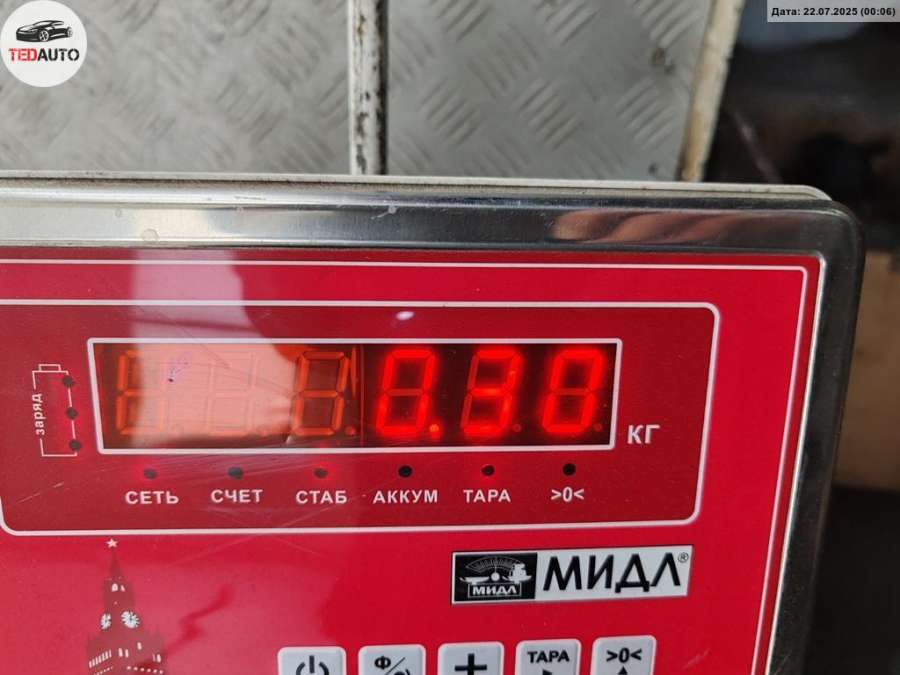 TEDAUTO
Дата: 22.07.2025 (00:06)
заряд
0.30 КГ
СЕТЬ СЧЕТ СТАБ АККУМ ТАРА >0<
МИДЛ МИДЛ®
Ф ТАРА >0<